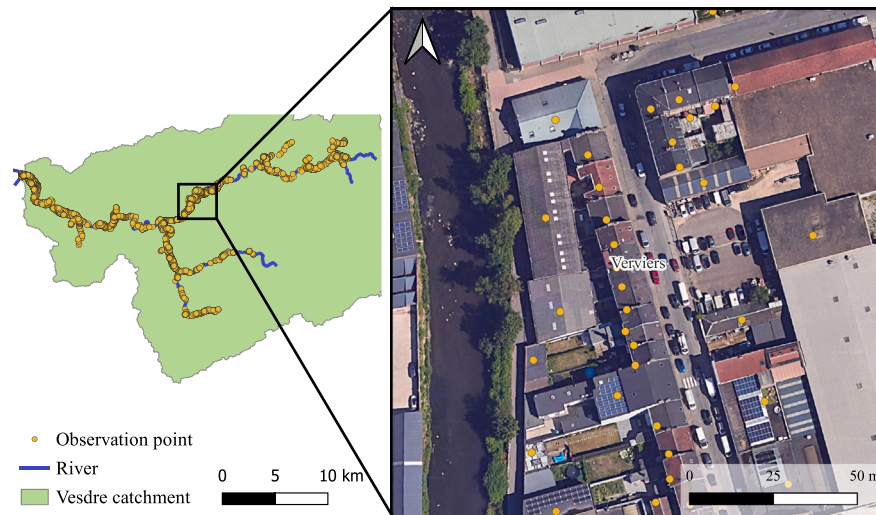 Verviers
Observation point
River
Vesdre catchment
0 5 10 km
0 25 50 m